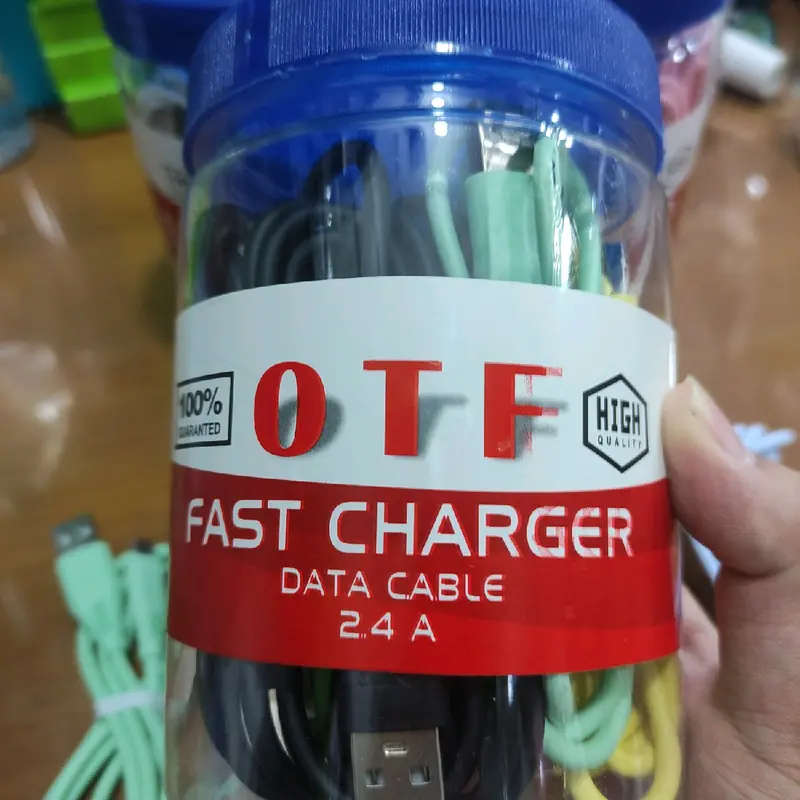 100%
GUARANTED
OTF
HIGH
QUALITY
FAST CHARGER
DATA CABLE
2.4 A